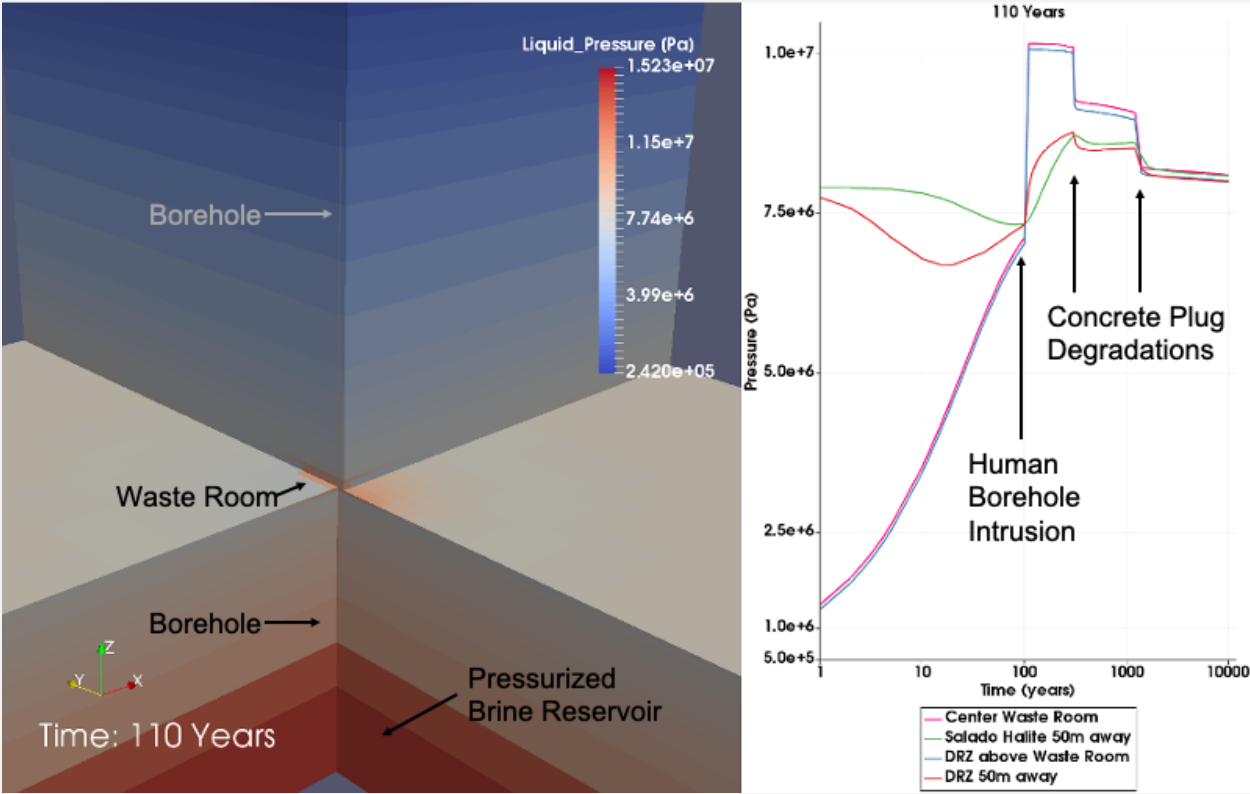 Liquid_Pressure (Pa)
1.523e+07
1.15e+7
7.74e+6
3.99e+6
2.420e+05
Borehole
Waste Room
Borehole
Pressurized
Brine Reservoir
Z
Y
X
Time: 110 Years
110 Years
1.0e+7
7.5e+6
5.0e+6
2.5e+6
1.0e+6
5.0e+5
Pressure (Pa)
Concrete Plug
Degradations
Human
Borehole
Intrusion
1 10 100 1000 10000
Time (years)
Center Waste Room
Salado Halite 50m away
DRZ above Waste Room
DRZ 50m away